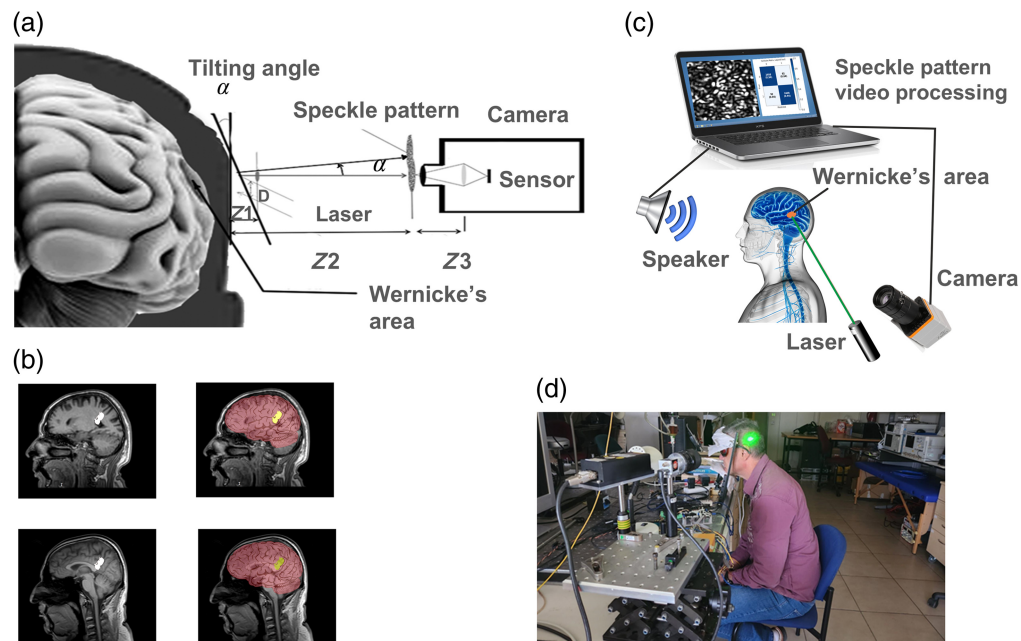 (a)
Tilting angle
α
Speckle pattern
Camera
α
Sensor
D
Z1
Laser
Z2
Z3
Wernicke's
area
(b)
(c)
Speckle pattern
video processing
Wernicke's area
Speaker
Camera
Laser
(d)